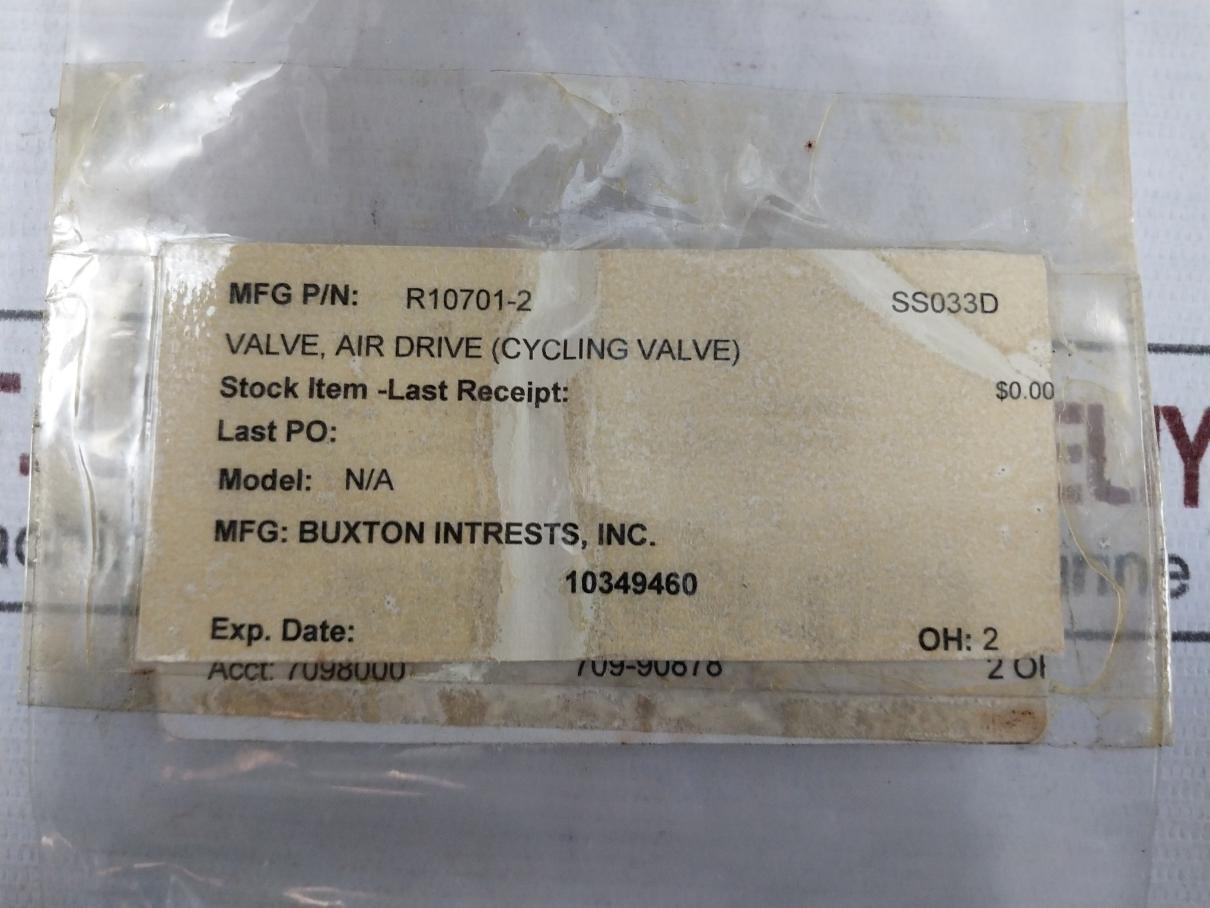 MFG P/N: R10701-2 SS033D
VALVE, AIR DRIVE (CYCLING VALVE)
Stock Item -Last Receipt: $0.00
Last PO:
Model: N/A
MFG: BUXTON INTRESTS, INC.
10349460
Exp. Date: OH: 2
Acct: 7098000 709-90878 2